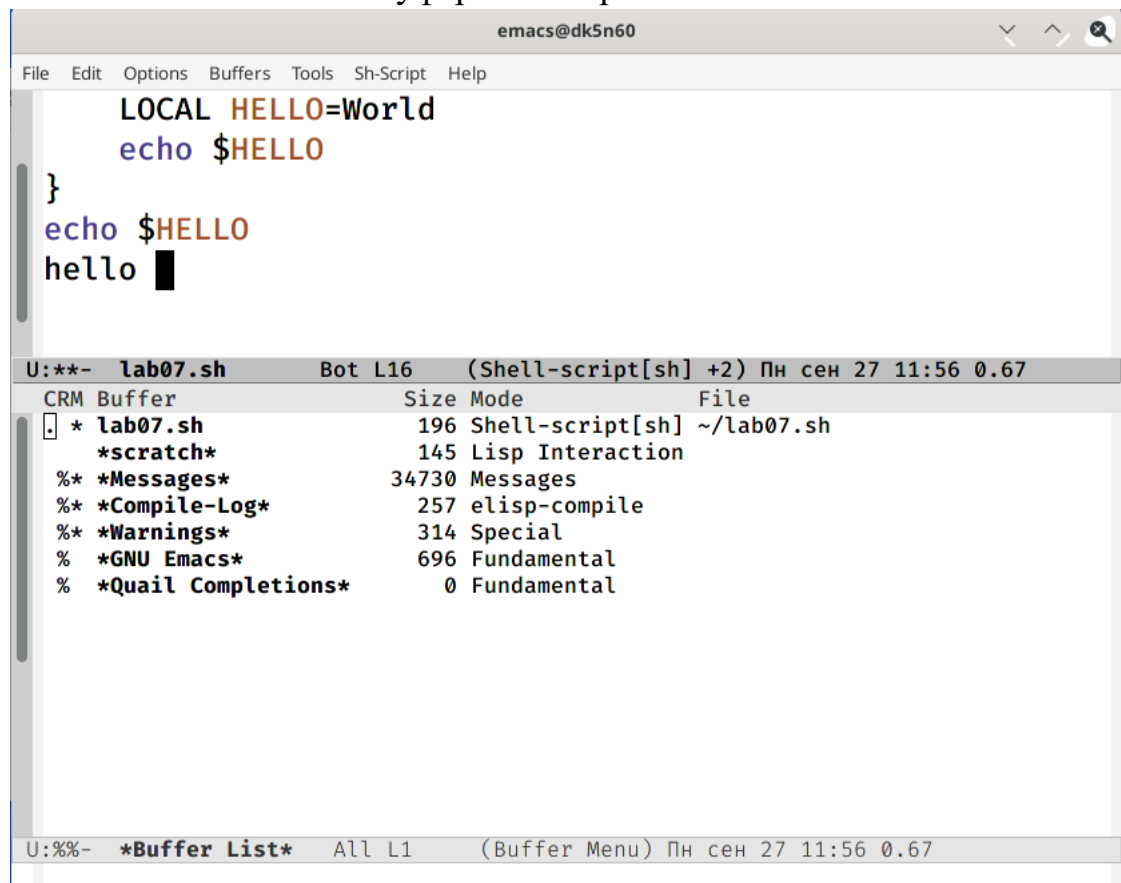 emacs@dk5n60
File Edit Options Buffers Tools Sh-Script Help
LOCAL HELLO=World
echo $HELLO
}
echo $HELLO
hello
U:**- lab07.sh Bot L16 (Shell-script[sh] +2) Пн сен 27 11:56 0.67
CRM Buffer Size Mode File
. * lab07.sh 196 Shell-script[sh] ~/lab07.sh
*scratch* 145 Lisp Interaction
%* *Messages* 34730 Messages
%* *Compile-Log* 257 elisp-compile
%* *Warnings* 314 Special
% *GNU Emacs* 696 Fundamental
% *Quail Completions* 0 Fundamental
U:%%- *Buffer List* All L1 (Buffer Menu) Пн сен 27 11:56 0.67